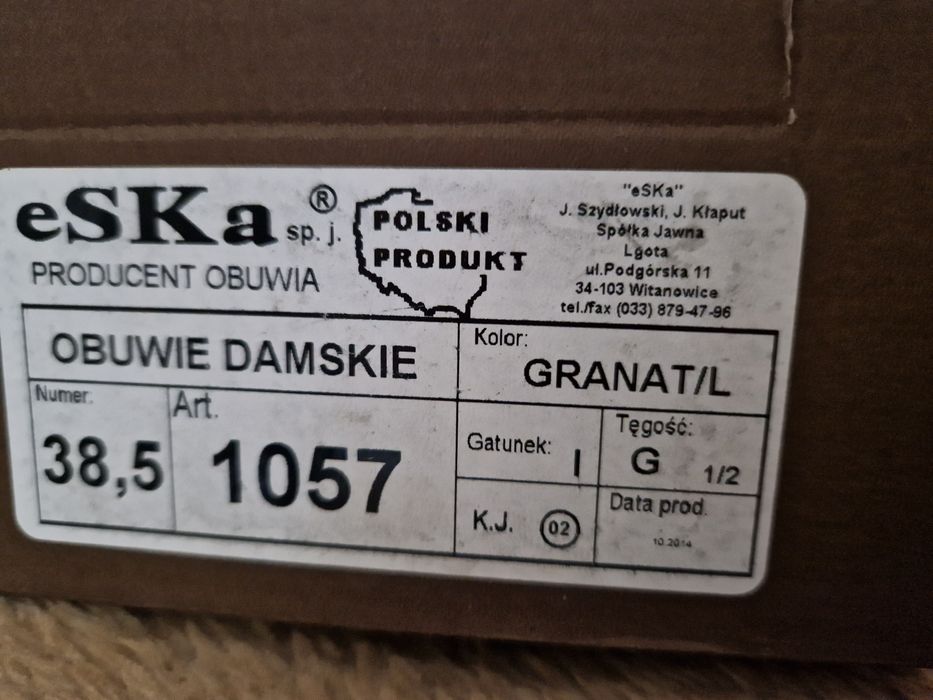 eSKa ® sp. j.
PRODUCENT OBUWIA
POLSKI
PRODUKT
"eSKa"
J. Szydłowski, J. Kłaput
Spółka Jawna
Lgota
ul.Podgórska 11
34-103 Witanowice
tel./fax (033) 879-47-96
OBUWIE DAMSKIE
Kolor:
GRANAT/L
Numer:
38,5
Art.
1057
Gatunek: I
Tęgość:
G 1/2
K.J. 02
Data prod.
10.2014